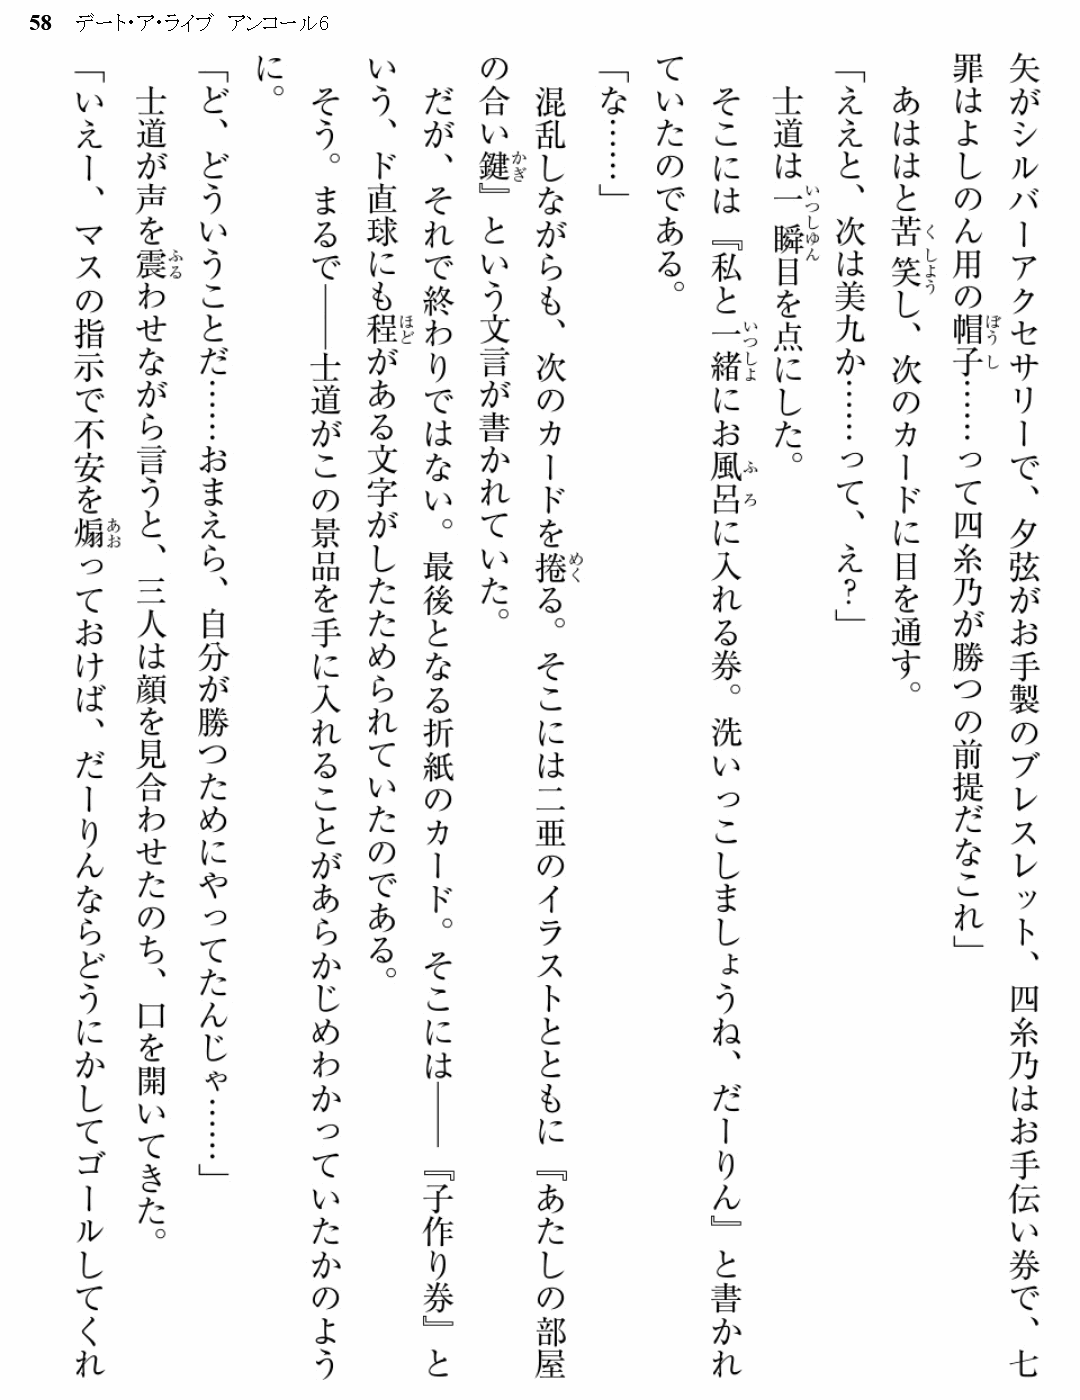 58 デート・ア・ライブ アンコール6
矢がシルバーアクセサリーで、夕弦がお手製のブレスレット、四糸乃はお手伝い券で、七
罪はよしのん用の帽子……って四糸乃が勝つの前提だなこれ」
あははと苦笑し、次のカードに目を通す。
「ええと、次は美九か……って、え?」
士道は一瞬目を点にした。
そこには『私と一緒にお風呂に入れる券。洗いっこしましょうね、だーりん』と書かれ
ていたのである。
「な……」
混乱しながらも、次のカードを捲る。そこには二亜のイラストとともに『あたしの部屋
の合い鍵』という文言が書かれていた。
だが、それで終わりではない。最後となる折紙のカード。そこには――『子作り券』と
いう、ド直球にも程がある文字がしたためられていたのである。
そう。まるで――士道がこの景品を手に入れることがあらかじめわかっていたかのよう
に。
「ど、どういうことだ……おまえら、自分が勝つためにやってたんじゃ……」
士道が声を震わせながら言うと、三人は顔を見合わせたのち、口を開いてきた。
「いえー、マスの指示で不安を煽っておけば、だーりんならどうにかしてゴールしてくれ